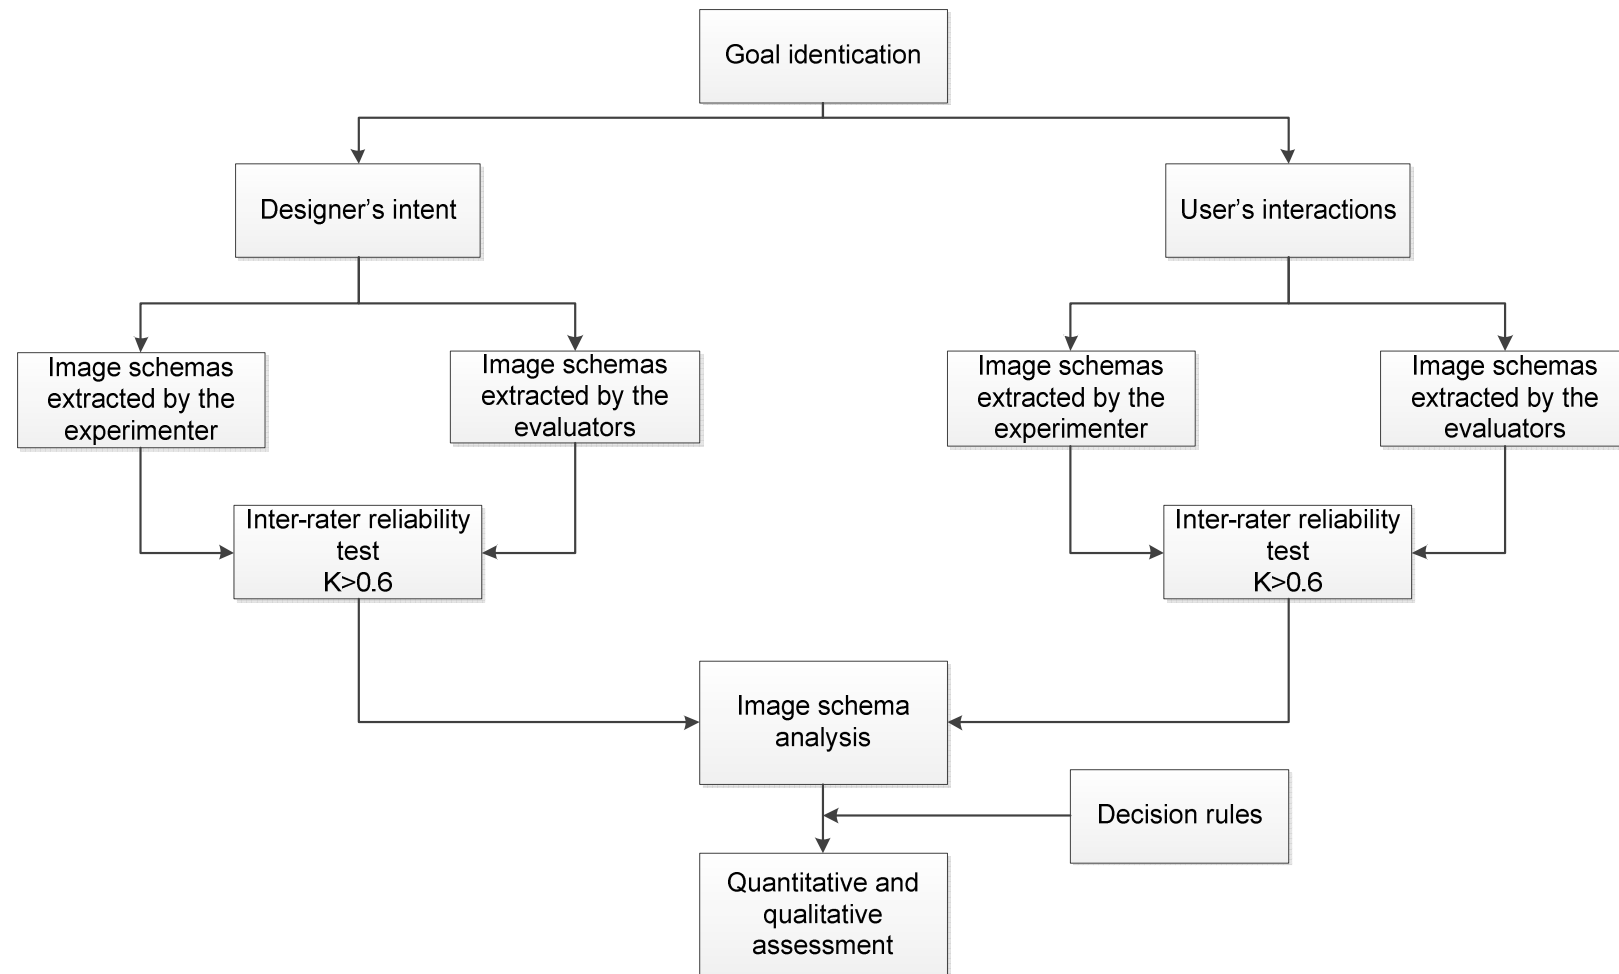 Goal identication
Designer’s intent
User’s interactions
Image schemas
extracted by the
experimenter
Image schemas
extracted by the
evaluators
Image schemas
extracted by the
experimenter
Image schemas
extracted by the
evaluators
Inter-rater reliability
test
K>0.6
Inter-rater reliability
test
K>0.6
Image schema
analysis
Decision rules
Quantitative and
qualitative
assessment